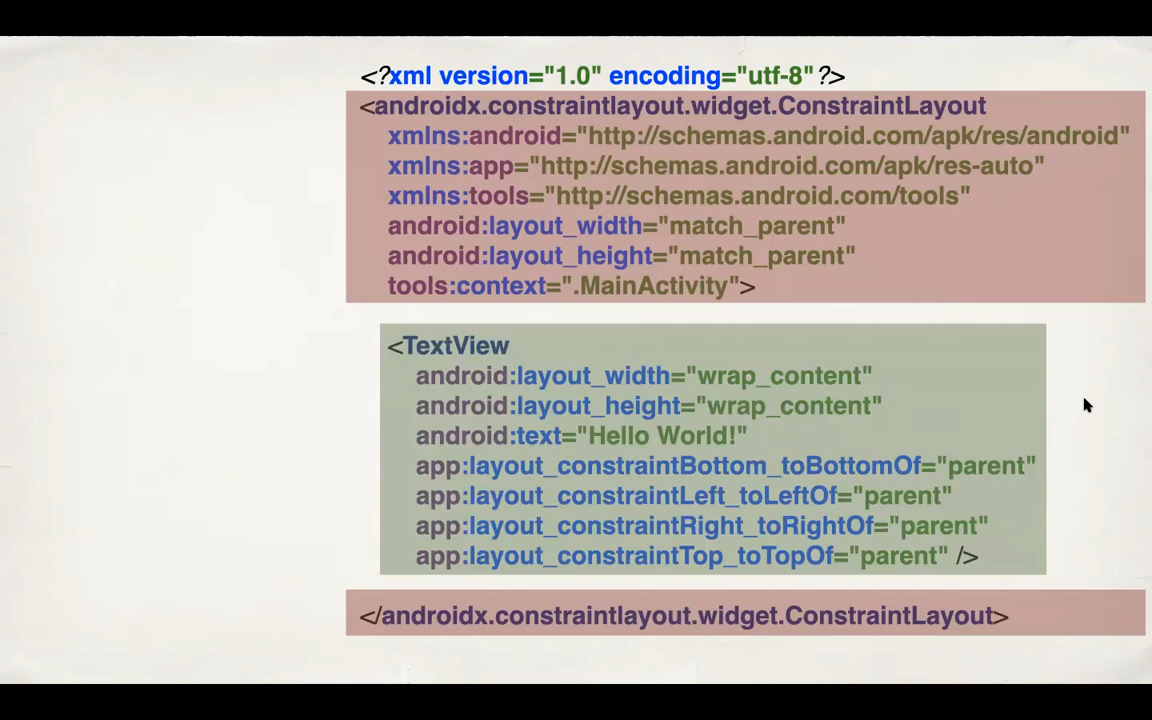 <?xml version="1.0" encoding="utf-8"?>
<androidx.constraintlayout.widget.ConstraintLayout
xmlns:android="http://schemas.android.com/apk/res/android"
xmlns:app="http://schemas.android.com/apk/res-auto"
xmlns:tools="http://schemas.android.com/tools"
android:layout_width="match_parent"
android:layout_height="match_parent"
tools:context=".MainActivity">
<TextView
android:layout_width="wrap_content"
android:layout_height="wrap_content"
android:text="Hello World!"
app:layout_constraintBottom_toBottomOf="parent"
app:layout_constraintLeft_toLeftOf="parent"
app:layout_constraintRight_toRightOf="parent"
app:layout_constraintTop_toTopOf="parent" />
</androidx.constraintlayout.widget.ConstraintLayout>